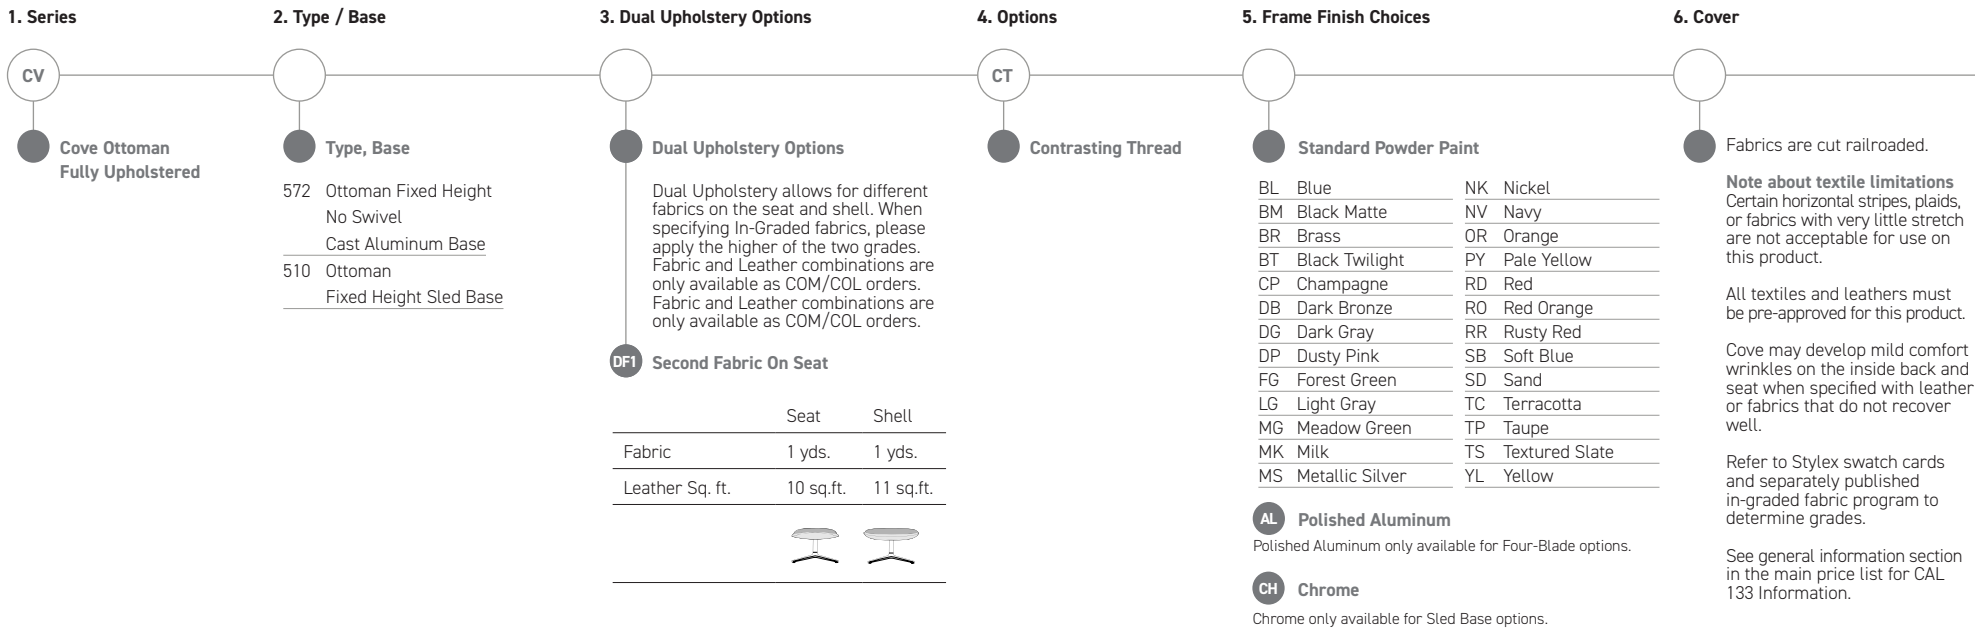 1. Series
CV
Cove Ottoman
Fully Upholstered
2. Type / Base
Type, Base
572 Ottoman Fixed Height
No Swivel
Cast Aluminum Base
510 Ottoman
Fixed Height Sled Base
3. Dual Upholstery Options
Dual Upholstery Options
Dual Upholstery allows for different
fabrics on the seat and shell. When
specifying In-Graded fabrics, please
apply the higher of the two grades.
Fabric and Leather combinations are
only available as COM/COL orders.
Fabric and Leather combinations are
only available as COM/COL orders.
DF1 Second Fabric On Seat
Seat Shell
Fabric 1 yds. 1 yds.
Leather Sq. ft. 10 sq.ft. 11 sq.ft.
4. Options
CT
Contrasting Thread
5. Frame Finish Choices
Standard Powder Paint
BL Blue
BM Black Matte
BR Brass
BT Black Twilight
CP Champagne
DB Dark Bronze
DG Dark Gray
DP Dusty Pink
FG Forest Green
LG Light Gray
MG Meadow Green
MK Milk
MS Metallic Silver
NK Nickel
NV Navy
OR Orange
PY Pale Yellow
RD Red
RO Red Orange
RR Rusty Red
SB Soft Blue
SD Sand
TC Terracotta
TP Taupe
TS Textured Slate
YL Yellow
AL Polished Aluminum
Polished Aluminum only available for Four-Blade options.
CH Chrome
Chrome only available for Sled Base options.
6. Cover
Fabrics are cut railroaded.
Note about textile limitations
Certain horizontal stripes, plaids,
or fabrics with very little stretch
are not acceptable for use on
this product.
All textiles and leathers must
be pre-approved for this product.
Cove may develop mild comfort
wrinkles on the inside back and
seat when specified with leather
or fabrics that do not recover
well.
Refer to Stylex swatch cards
and separately published
in-graded fabric program to
determine grades.
See general information section
in the main price list for CAL
133 Information.